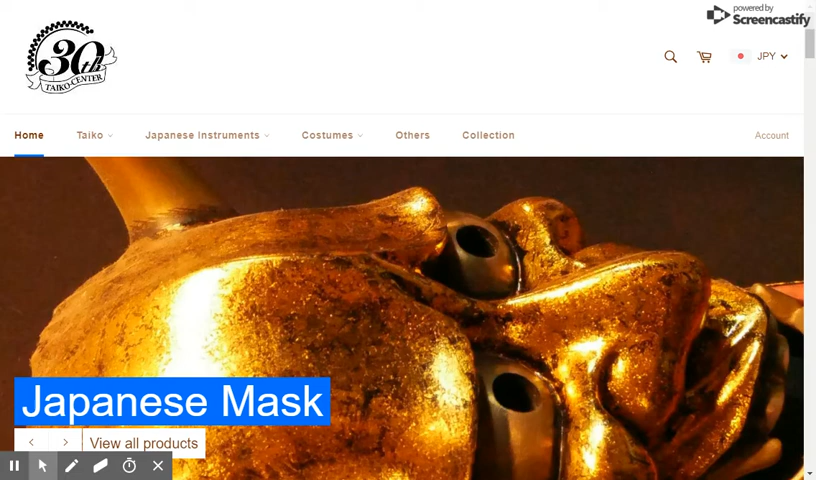 powered by
Screencastify
30th
TAIKO-CENTER
JPY
Home
Taiko
Japanese Instruments
Costumes
Others
Collection
Account
Japanese Mask
View all products